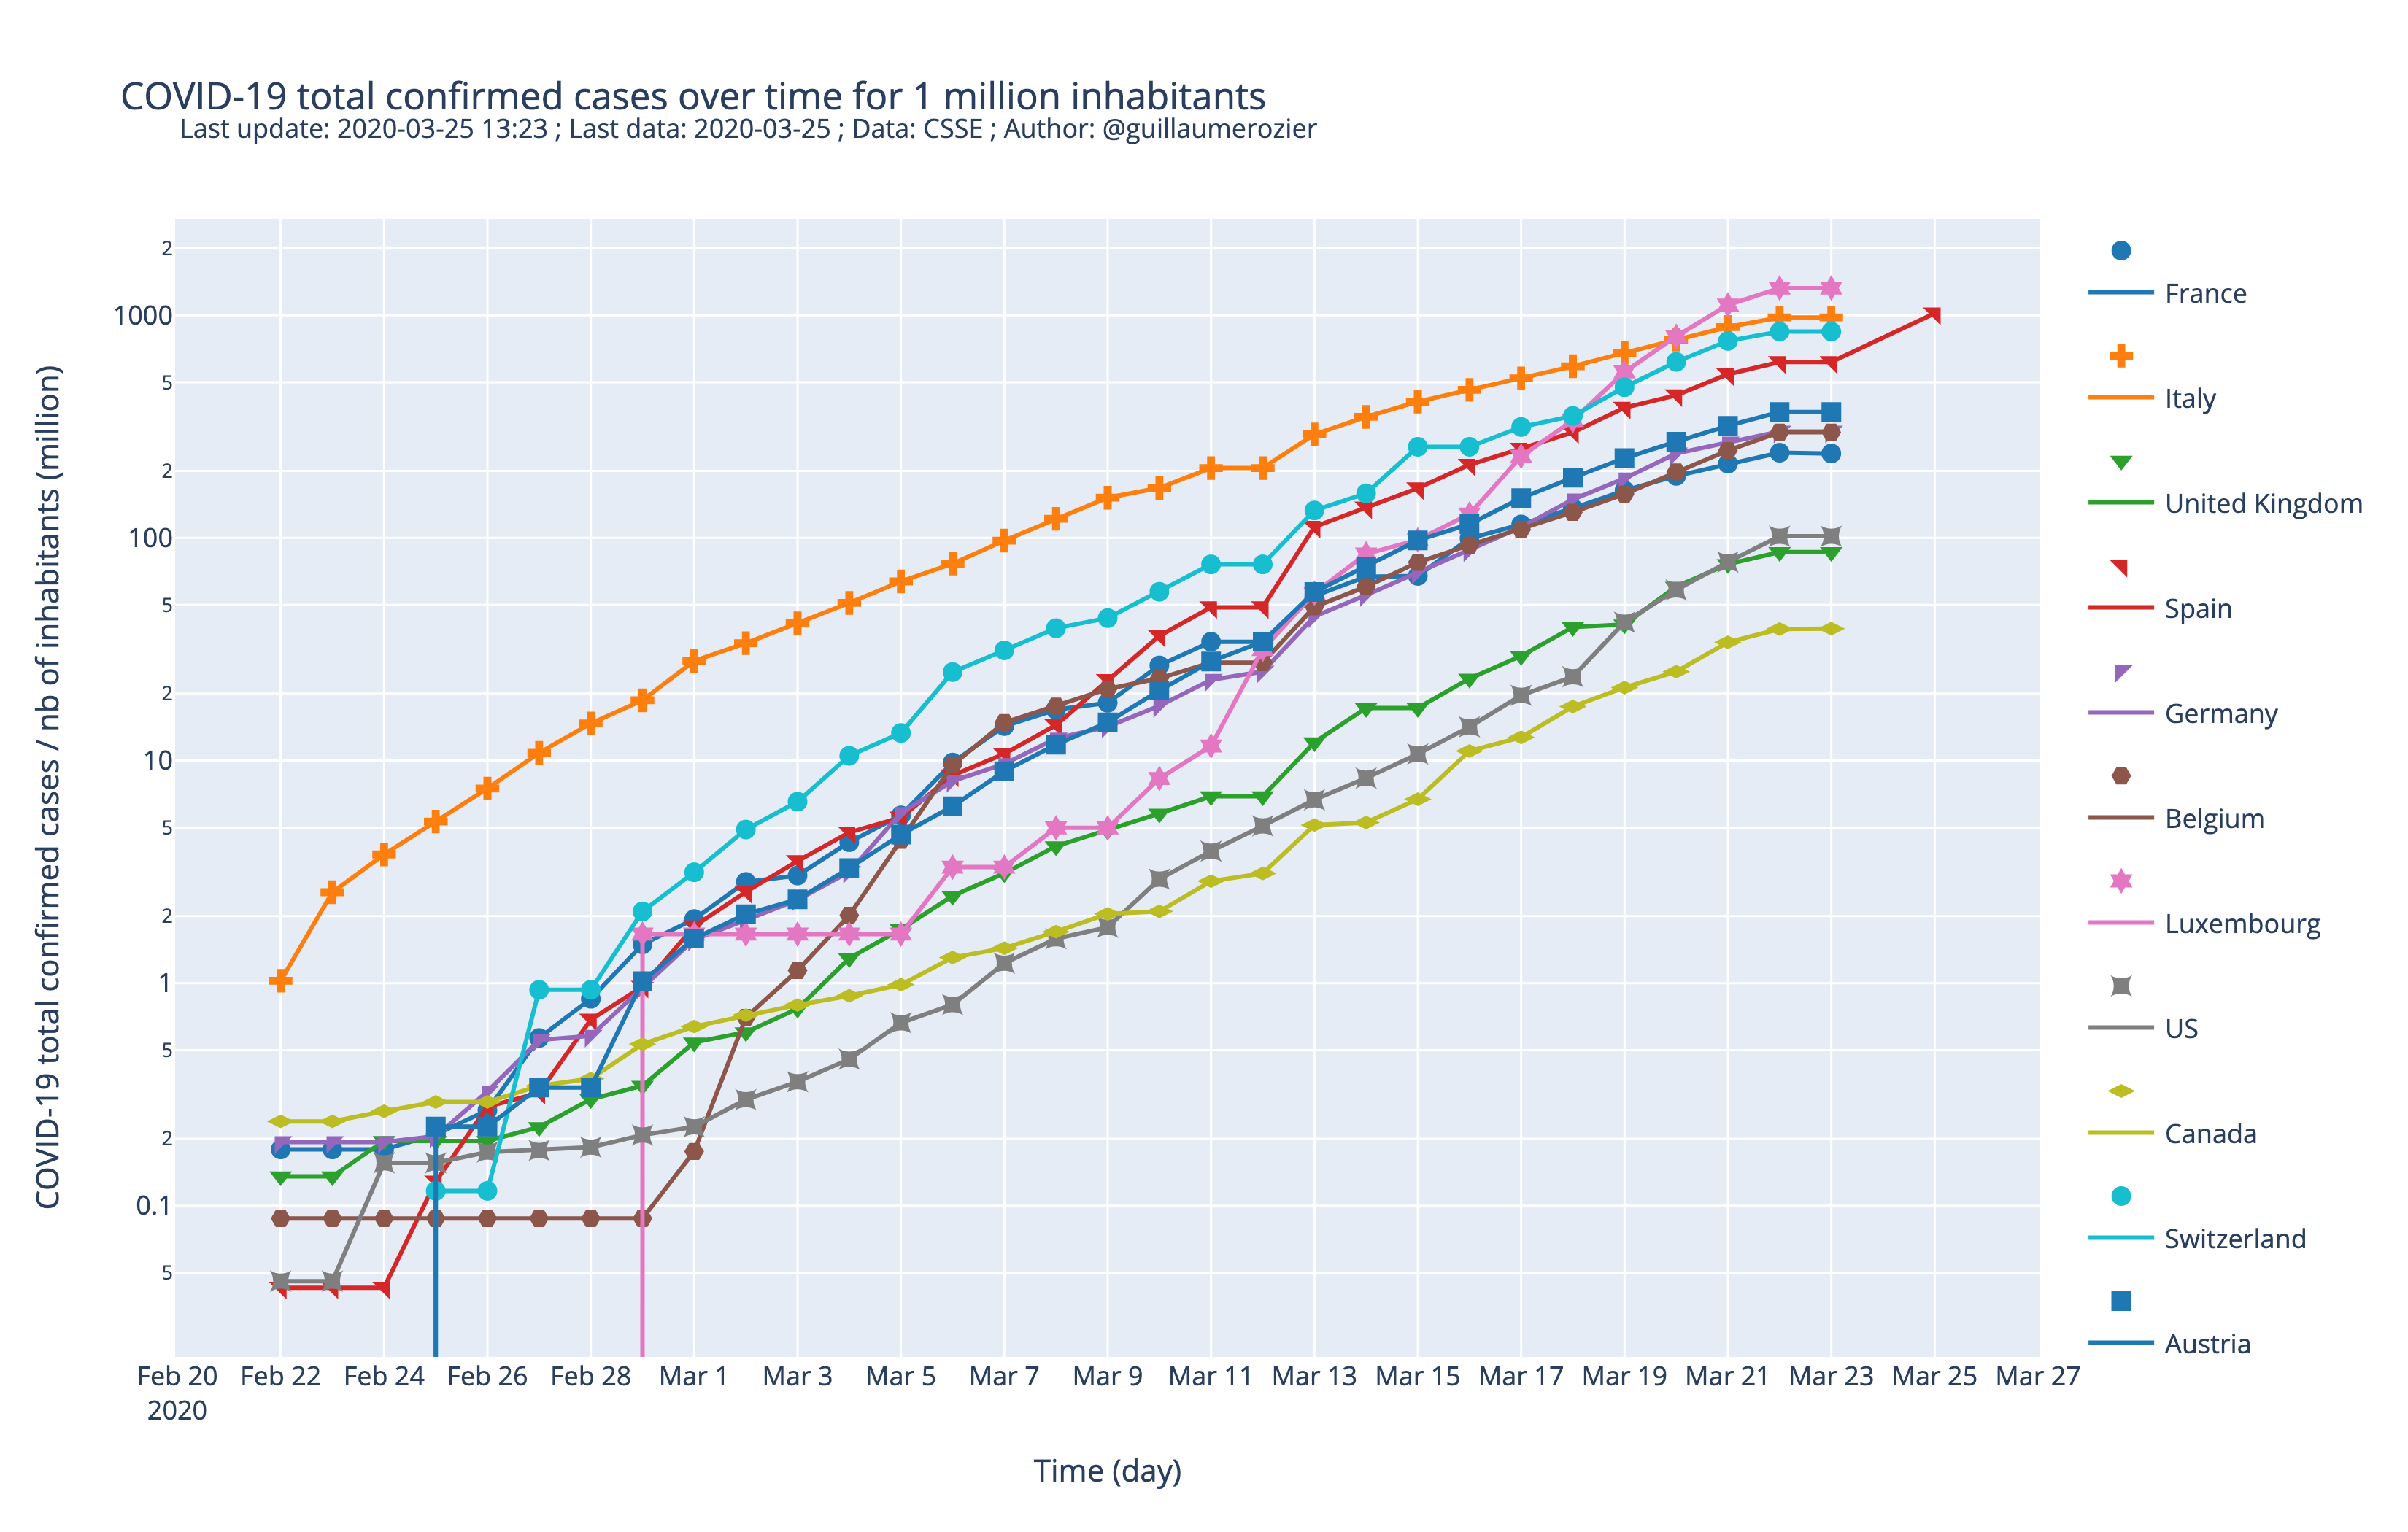 COVID-19 total confirmed cases over time for 1 million inhabitants
Last update: 2020-03-25 13:23 ; Last data: 2020-03-25 ; Data: CSSE ; Author: @guillaumerozier
COVID-19 total confirmed cases / nb of inhabitants (million)
2
1000
5
2
100
5
2
10
5
2
1
5
2
0.1
5
Feb 20
2020
Feb 22
Feb 24
Feb 26
Feb 28
Mar 1
Mar 3
Mar 5
Mar 7
Mar 9
Mar 11
Mar 13
Mar 15
Mar 17
Mar 19
Mar 21
Mar 23
Mar 25
Mar 27
Time (day)
France
Italy
United Kingdom
Spain
Germany
Belgium
Luxembourg
US
Canada
Switzerland
Austria